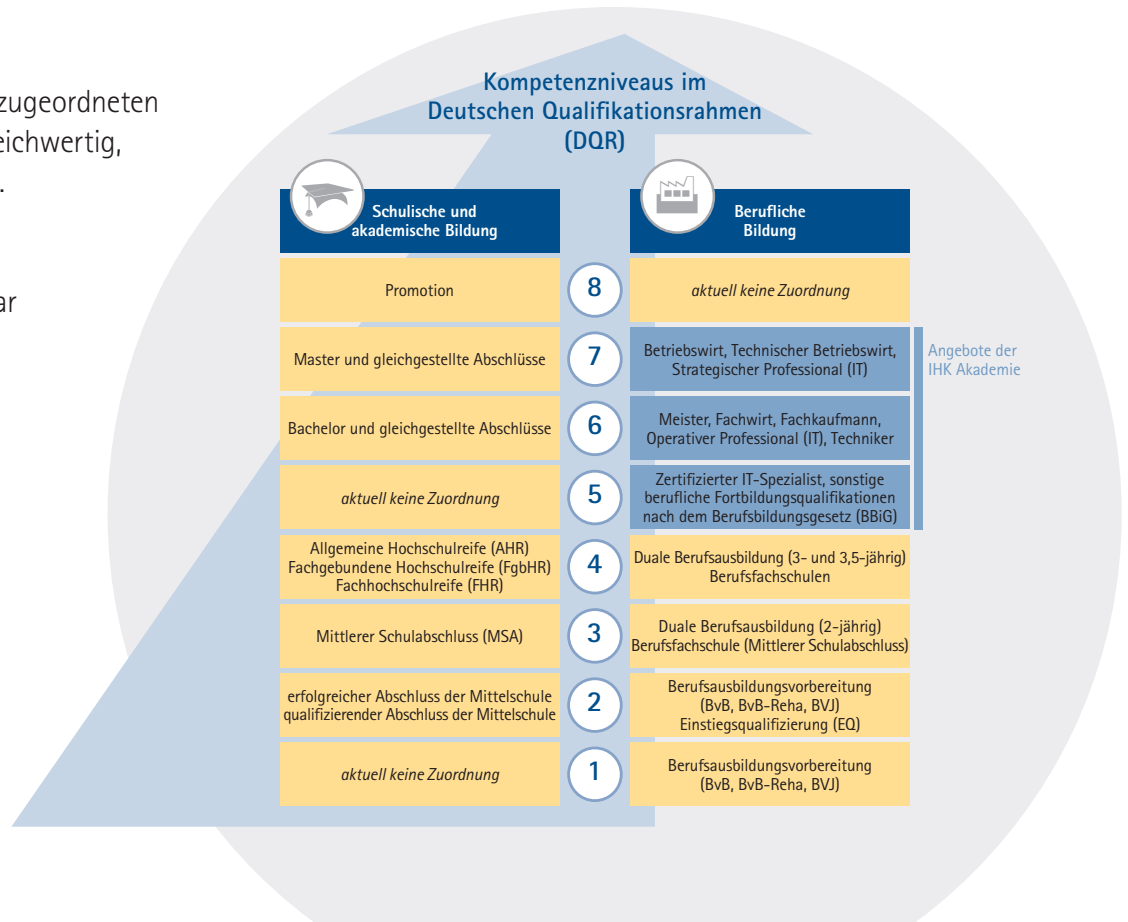 zugeordneten
eichwertig,
.
ar
Kompetenzniveaus im
Deutschen Qualifikationsrahmen
(DQR)
Schulische und
akademische Bildung
Berufliche
Bildung
Promotion
8
aktuell keine Zuordnung
Master und gleichgestellte Abschlüsse
7
Betriebswirt, Technischer Betriebswirt,
Strategischer Professional (IT)
Angebote der
IHK Akademie
Bachelor und gleichgestellte Abschlüsse
6
Meister, Fachwirt, Fachkaufmann,
Operativer Professional (IT), Techniker
aktuell keine Zuordnung
5
Zertifizierter IT-Spezialist, sonstige
berufliche Fortbildungsqualifikationen
nach dem Berufsbildungsgesetz (BBiG)
Allgemeine Hochschulreife (AHR)
Fachgebundene Hochschulreife (FgbHR)
Fachhochschulreife (FHR)
4
Duale Berufsausbildung (3- und 3,5-jährig)
Berufsfachschulen
Mittlerer Schulabschluss (MSA)
3
Duale Berufsausbildung (2-jährig)
Berufsfachschule (Mittlerer Schulabschluss)
erfolgreicher Abschluss der Mittelschule
qualifizierender Abschluss der Mittelschule
2
Berufsausbildungsvorbereitung
(BvB, BvB-Reha, BVJ)
Einstiegsqualifizierung (EQ)
aktuell keine Zuordnung
1
Berufsausbildungsvorbereitung
(BvB, BvB-Reha, BVJ)